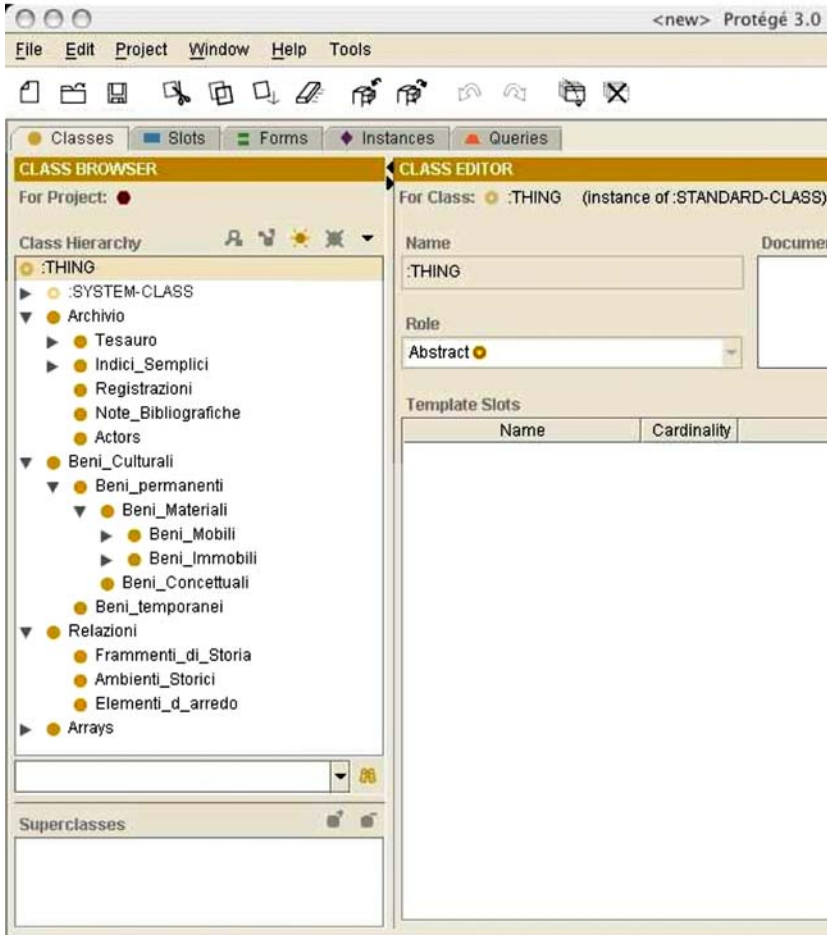 <new> Protégé 3.0
File Edit Project Window Help Tools
Classes Slots Forms Instances Queries
CLASS BROWSER
For Project:
Class Hierarchy
:THING
:SYSTEM-CLASS
Archivio
Tesauro
Indici_Semplici
Registrazioni
Note_Bibliografiche
Actors
Beni_Culturali
Beni_permanenti
Beni_Materiali
Beni_Mobili
Beni_Immobili
Beni_Concettuali
Beni_temporanei
Relazioni
Frammenti_di_Storia
Ambienti_Storici
Elementi_d_arredo
Arrays
Superclasses
CLASS EDITOR
For Class: :THING (instance of :STANDARD-CLASS)
Name Documen
:THING
Role
Abstract
Template Slots
Name Cardinality